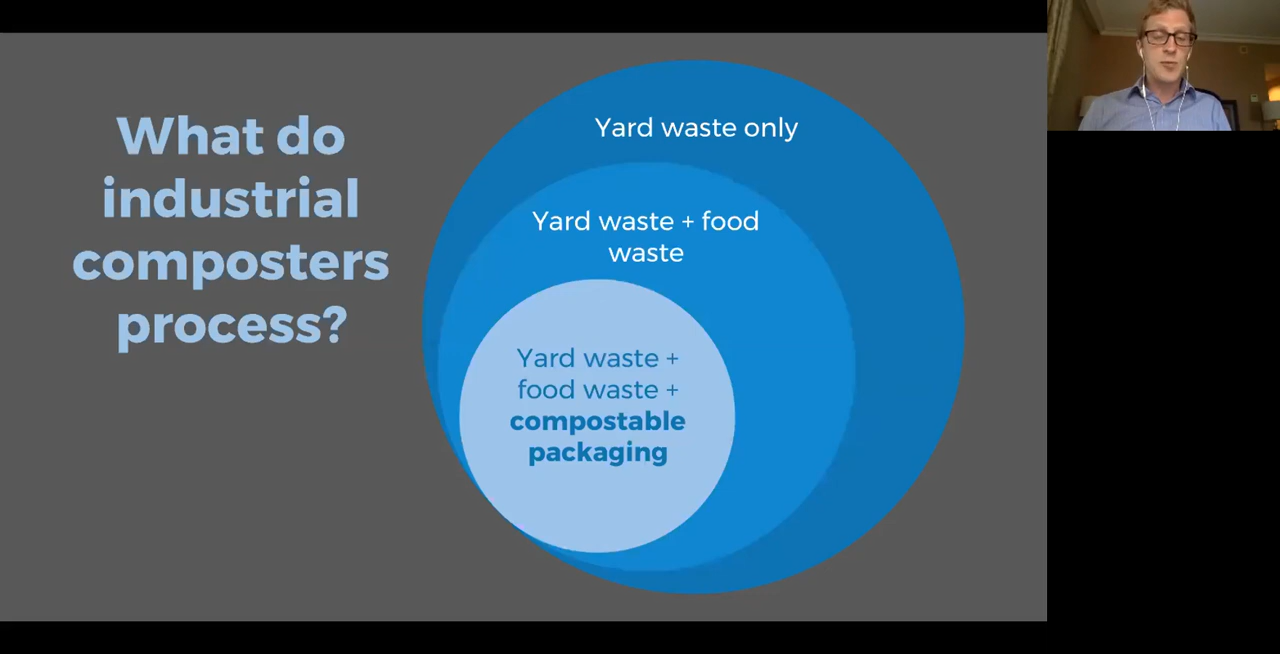 What do
industrial
composters
process?
Yard waste only
Yard waste + food
waste
Yard waste +
food waste +
compostable
packaging